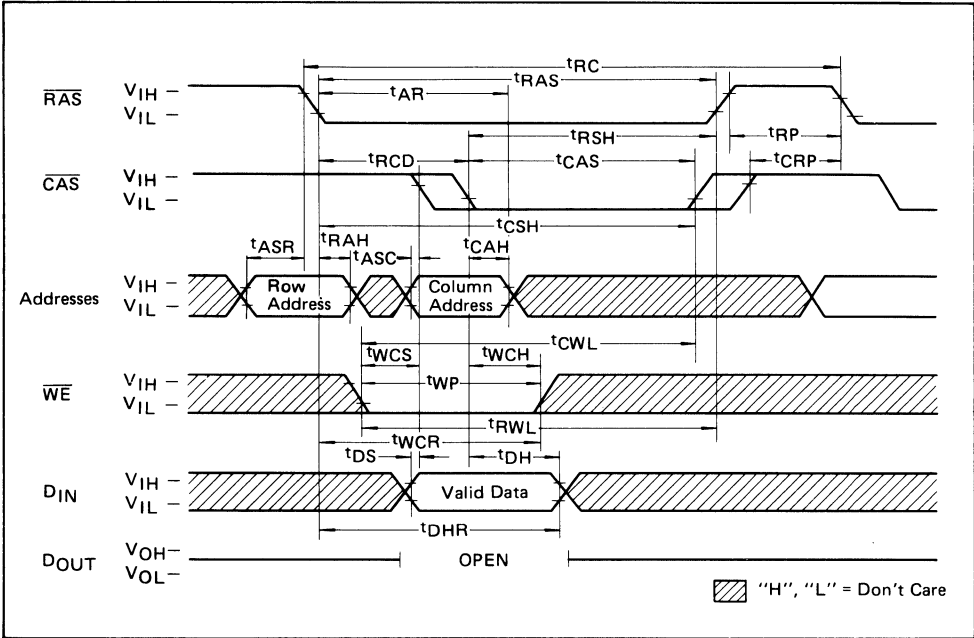 tRC
tRAS
tAR
RAS
VIH –
VIL –
tRSH
tRP
tRCD
tCAS
tCRP
CAS
VIH –
VIL –
tCSH
tASR
tRAH
tASC
tCAH
Addresses
VIH –
VIL –
Row
Address
Column
Address
tCWL
tWCS
tWCH
WE
VIH –
VIL –
tWP
tRWL
tWCR
tDS
tDH
DIN
VIH –
VIL –
Valid Data
tDHR
DOUT
VOH –
VOL –
OPEN
"H", "L" = Don't Care